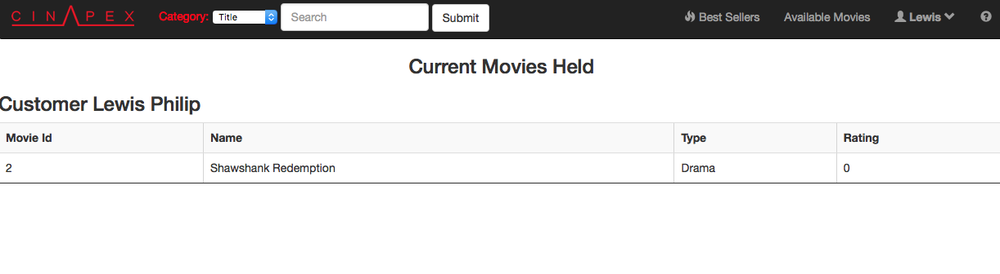 CINAPEX Category: Title Search Submit Best Sellers Available Movies Lewis
Current Movies Held
Customer Lewis Philip
Movie Id Name Type Rating
2 Shawshank Redemption Drama 0